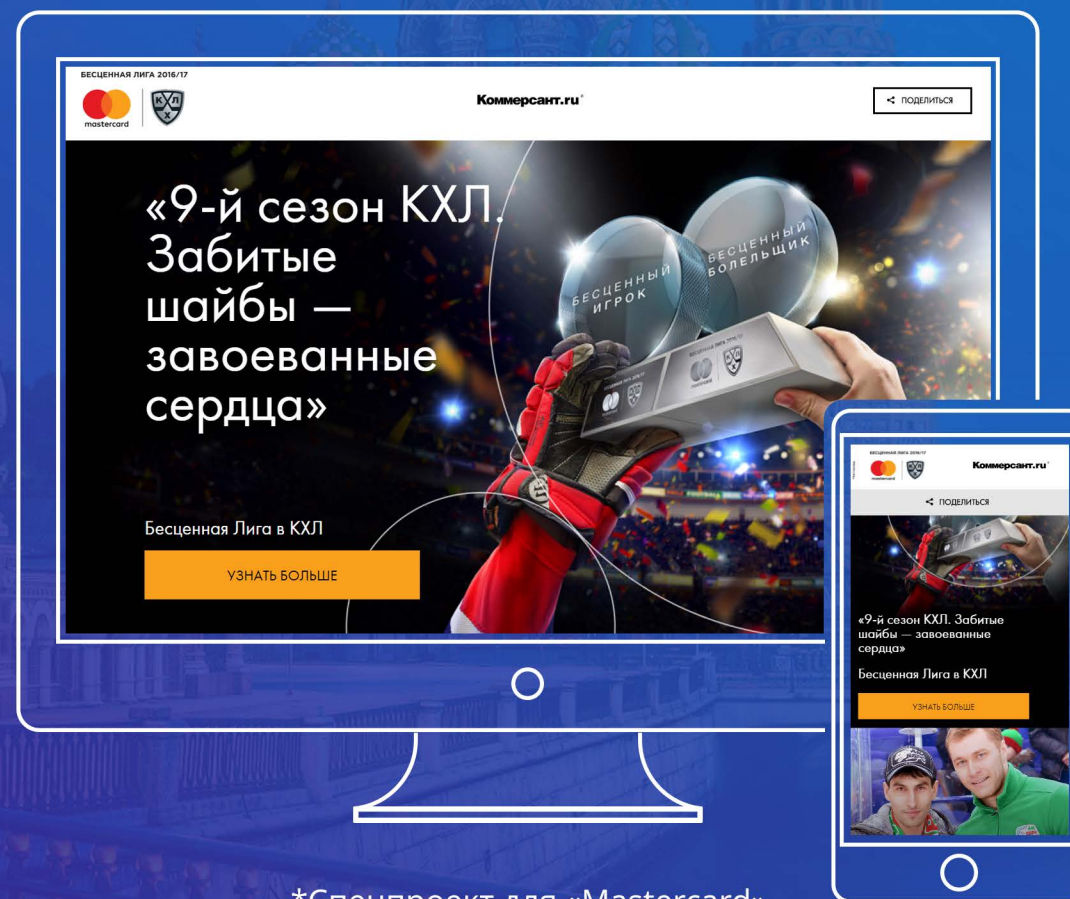 БЕСЦЕННАЯ ЛИГА 2016/17
mastercard
КХЛ
Коммерсант.ru
ПОДЕЛИТЬСЯ
«9-й сезон КХЛ.
Забитые
шайбы —
завоеванные
сердца»
БЕСЦЕННЫЙ
ИГРОК
БЕСЦЕННЫЙ
БОЛЕЛЬЩИК
Бесценная Лига в КХЛ
УЗНАТЬ БОЛЬШЕ
БЕСЦЕННАЯ ЛИГА 2016/17
mastercard
Коммерсант.ru
ПОДЕЛИТЬСЯ
«9-й сезон КХЛ. Забитые
шайбы — завоеванные
сердца»
Бесценная Лига в КХЛ
УЗНАТЬ БОЛЬШЕ
*Спецпроект для «Mastercard»